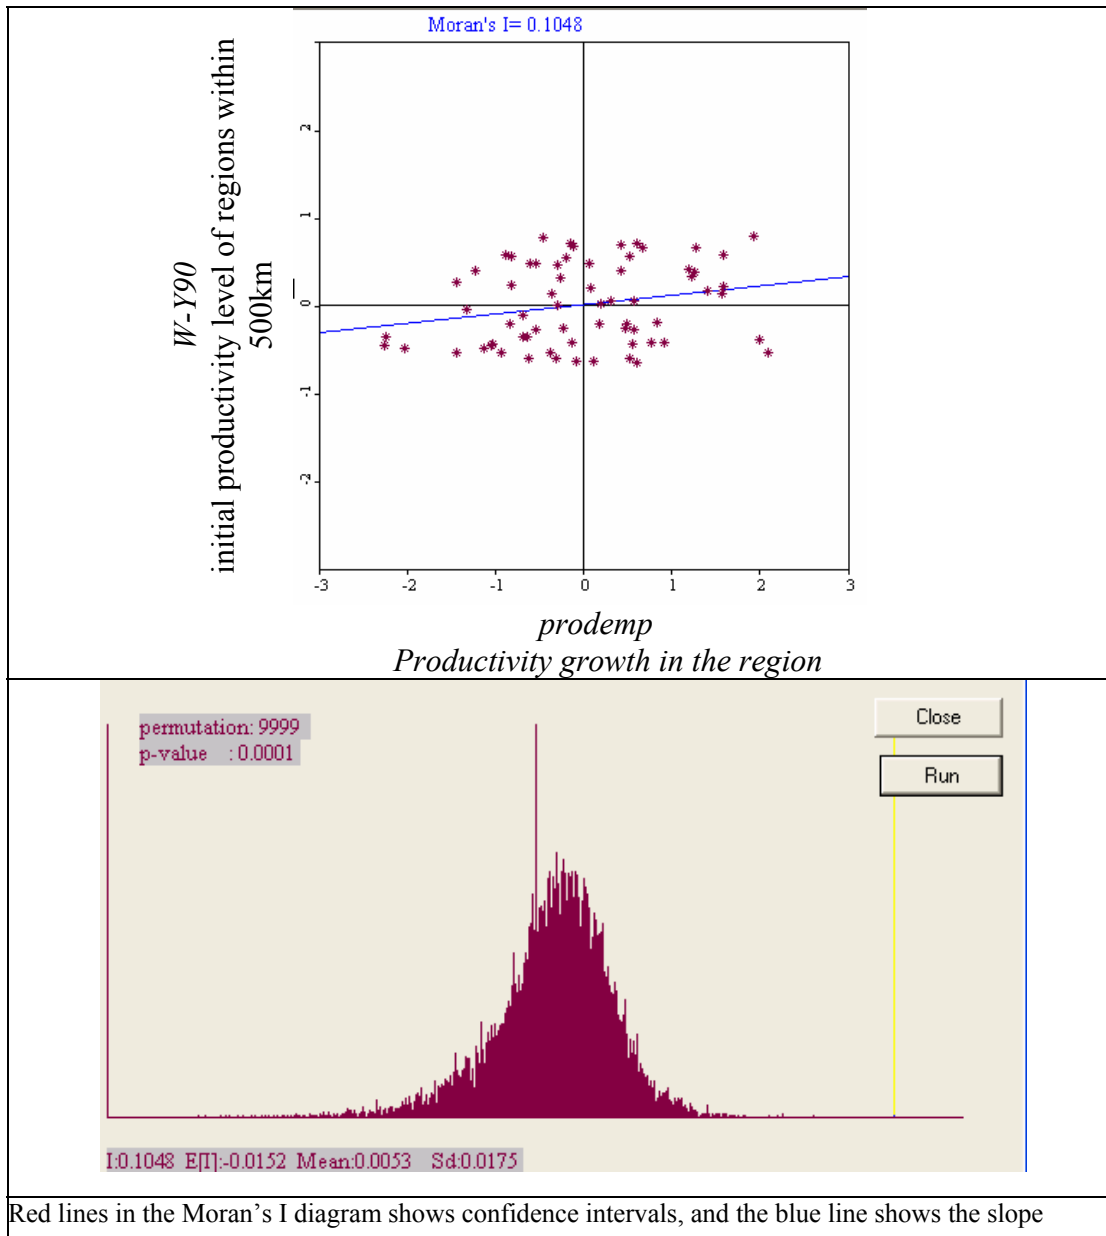 Moran's I= 0.1048
W-Y90
initial productivity level of regions within
500km
2
1
0
-1
-2
-3 -2 -1 0 1 2 3
prodemp
Productivity growth in the region
permutation: 9999
p-value : 0.0001
Close
Run
I:0.1048 E[I]:-0.0152 Mean:0.0053 Sd:0.0175
Red lines in the Moran's I diagram shows confidence intervals, and the blue line shows the slope